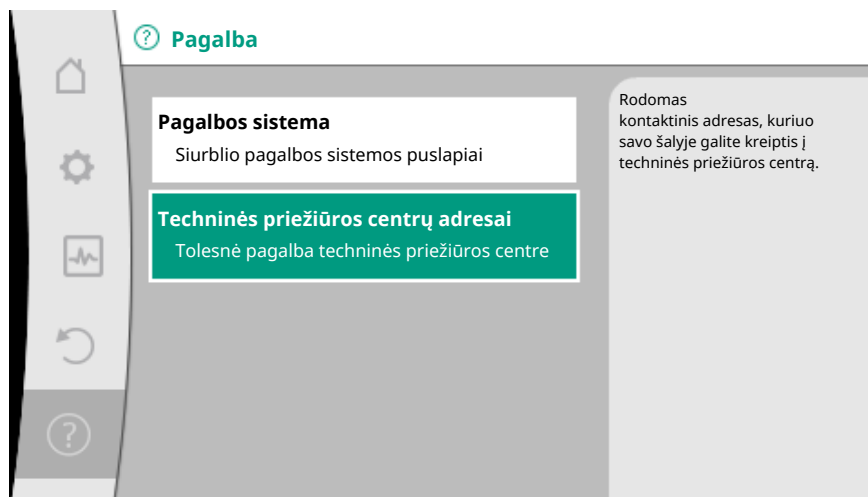 Pagalba
Pagalbos sistema
Siurblio pagalbos sistemos puslapiai
Techninės priežiūros centrų adresai
Tolesnė pagalba techninės priežiūros centre
Rodomas
kontaktinis adresas, kuriuo
savo šalyje galite kreiptis į
techninės priežiūros centrą.